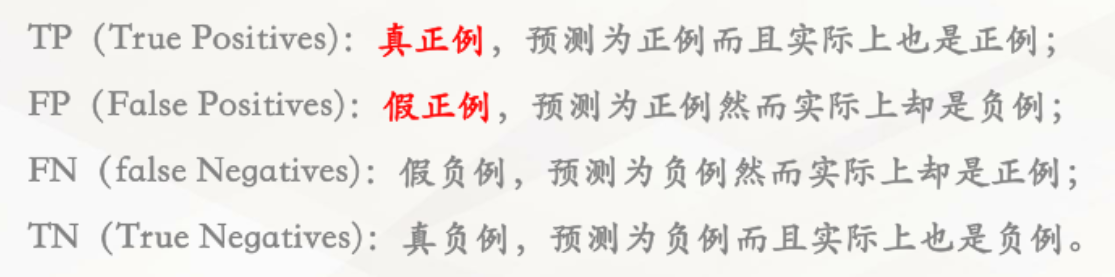 TP（True Positives）：真正例，预测为正例而且实际上也是正例；
FP（False Positives）：假正例，预测为正例然而实际上却是负例；
FN（false Negatives）：假负例，预测为负例然而实际上却是正例；
TN（True Negatives）：真负例，预测为负例而且实际上也是负例。